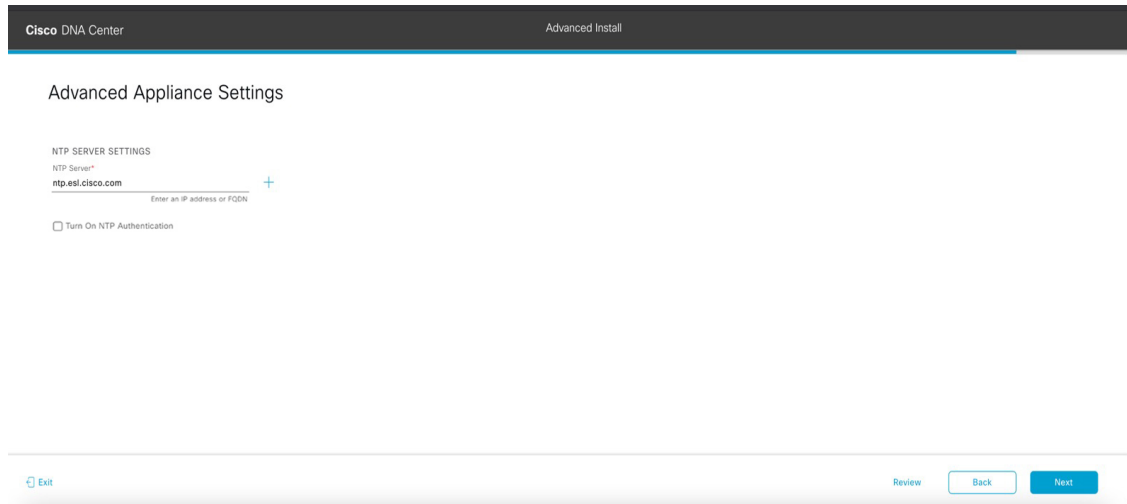 Cisco DNA Center
Advanced Install
Advanced Appliance Settings
NTP SERVER SETTINGS
NTP Server*
ntp.esl.cisco.com
Enter an IP address or FQDN
Turn On NTP Authentication
Exit
Review
Back
Next